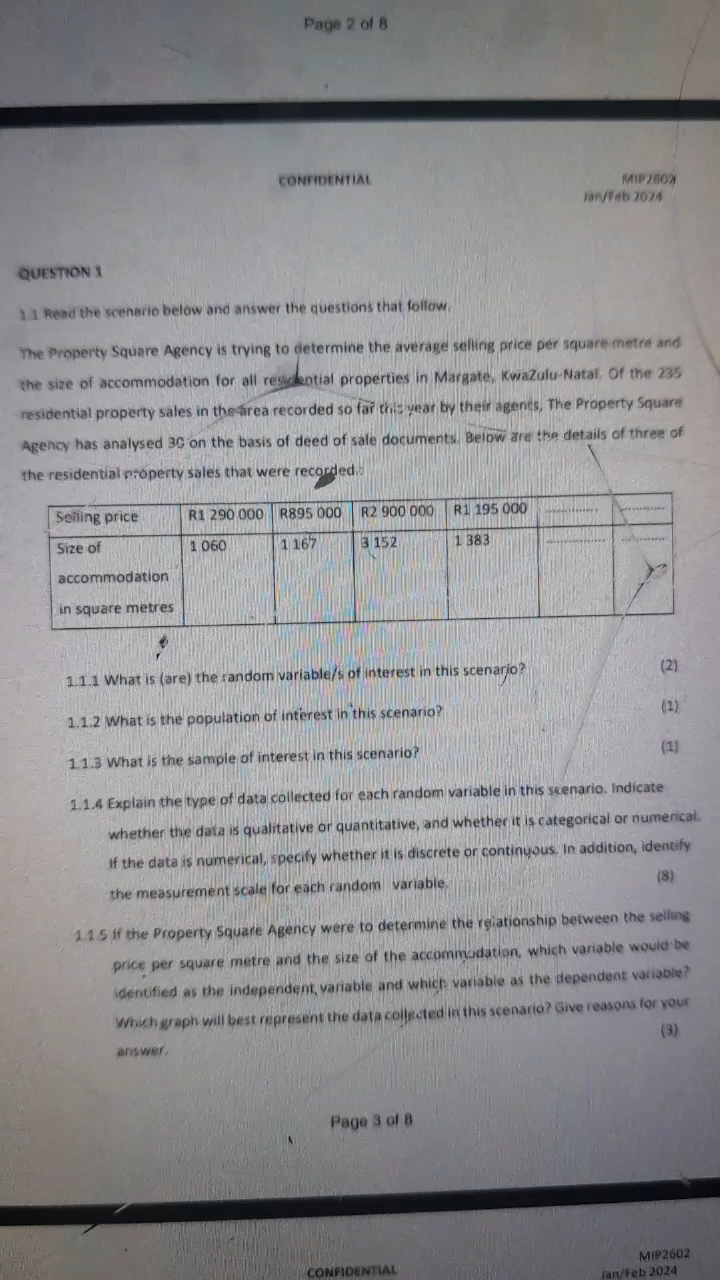 Page 2 of 8
CONFIDENTIAL
MIP2602
Jan/Feb 2024
QUESTION 1
1.1 Read the scenario below and answer the questions that follow.
The Property Square Agency is trying to determine the average selling price per square metre and
the size of accommodation for all residential properties in Margate, KwaZulu-Natal. Of the 235
residential property sales in the area recorded so far this year by their agents, The Property Square
Agency has analysed 30 on the basis of deed of sale documents. Below are the details of three of
the residential property sales that were recorded.:
Selling price R1 290 000 R895 000 R2 900 000 R1 195 000 .............. ..............
Size of 1 060 1 167 3 152 1 383 .............. ..............
accommodation
in square metres
1.1.1 What is (are) the random variable/s of interest in this scenario? (2)
1.1.2 What is the population of interest in this scenario? (1)
1.1.3 What is the sample of interest in this scenario? (1)
1.1.4 Explain the type of data collected for each random variable in this scenario. Indicate
whether the data is qualitative or quantitative, and whether it is categorical or numerical.
If the data is numerical, specify whether it is discrete or continuous. In addition, identify
the measurement scale for each random variable. (8)
1.1.5 If the Property Square Agency were to determine the relationship between the selling
price per square metre and the size of the accommodation, which variable would be
identified as the independent variable and which variable as the dependent variable?
Which graph will best represent the data collected in this scenario? Give reasons for your
answer. (3)
Page 3 of 8
CONFIDENTIAL
MIP2602
Jan/Feb 2024